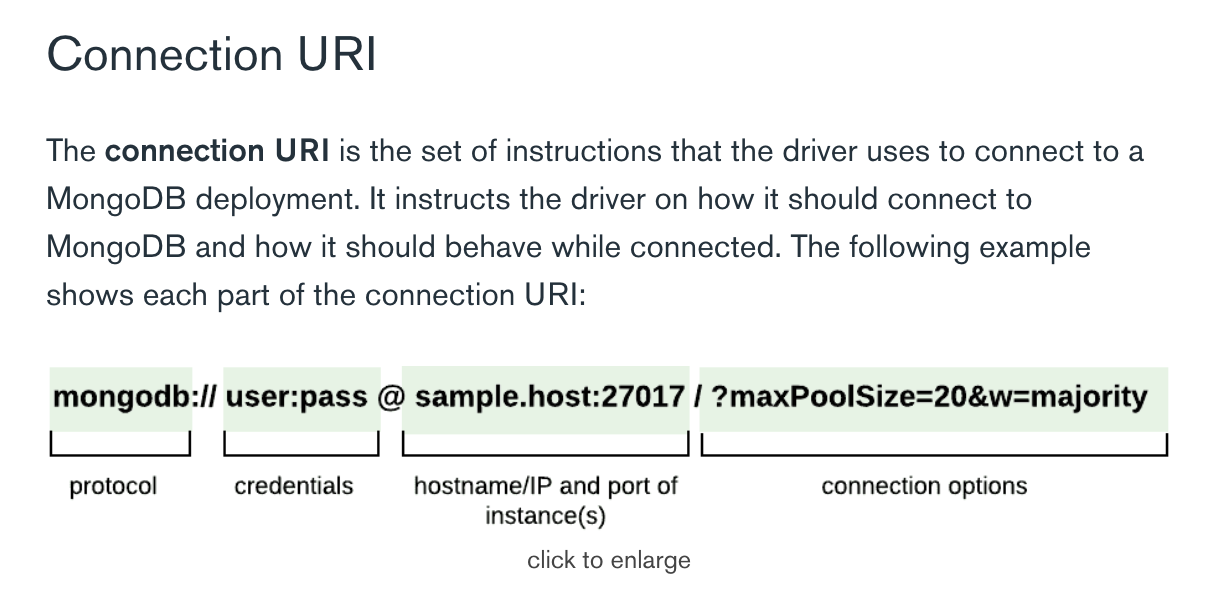 Connection URI
The connection URI is the set of instructions that the driver uses to connect to a
MongoDB deployment. It instructs the driver on how it should connect to
MongoDB and how it should behave while connected. The following example
shows each part of the connection URI:
mongodb:// user:pass @ sample.host:27017 / ?maxPoolSize=20&w=majority
protocol credentials hostname/IP and port of connection options
instance(s)
click to enlarge